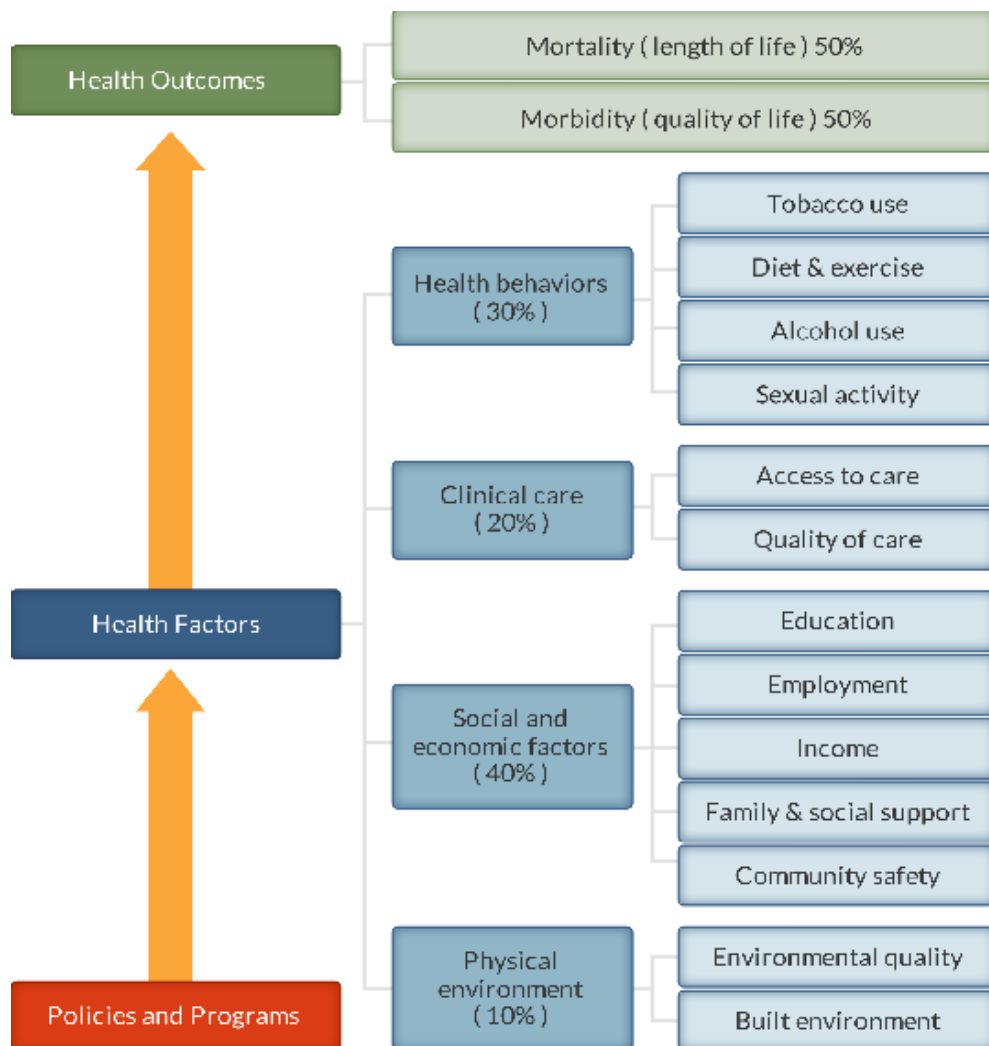 Health Outcomes
Mortality ( length of life ) 50%
Morbidity ( quality of life ) 50%
Health Factors
Health behaviors
( 30% )
Tobacco use
Diet & exercise
Alcohol use
Sexual activity
Clinical care
( 20% )
Access to care
Quality of care
Social and
economic factors
( 40% )
Education
Employment
Income
Family & social support
Community safety
Physical
environment
( 10% )
Environmental quality
Built environment
Policies and Programs